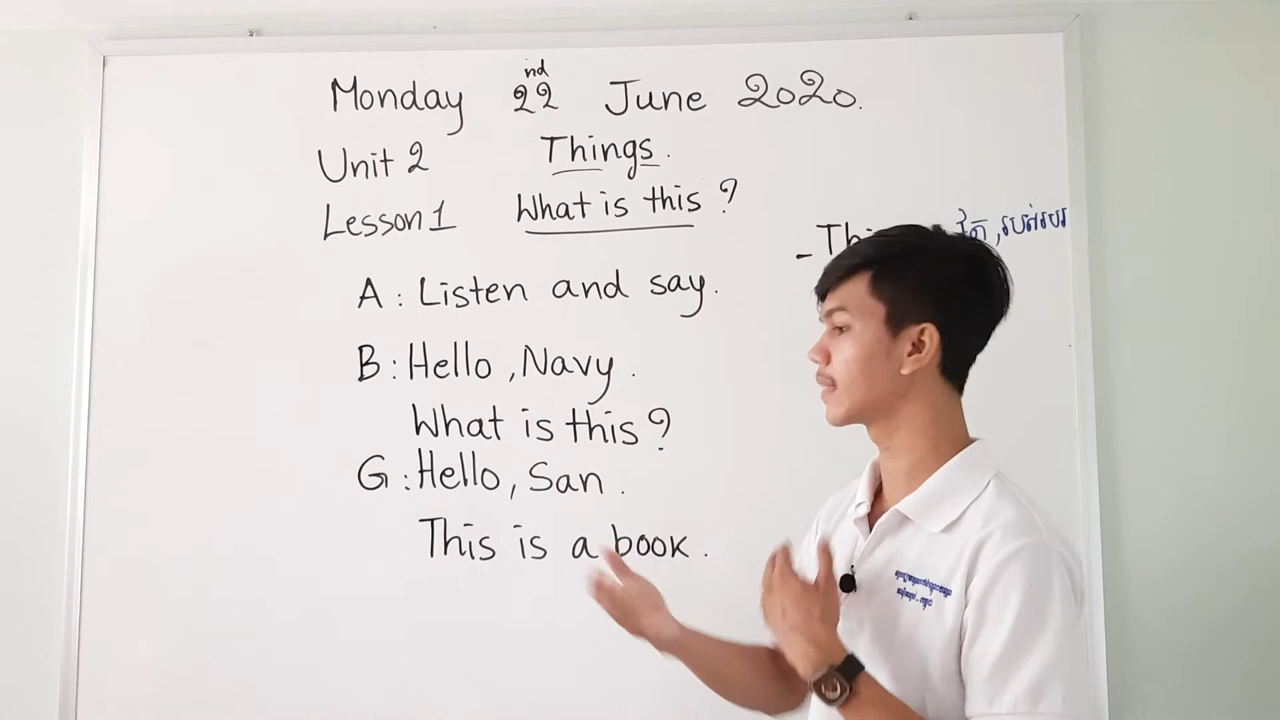 Monday 22nd June 2020.
Unit 2 Things.
Lesson 1 What is this ?
- Thi
A : Listen and say.
B : Hello , Navy .
What is this ?
G : Hello , San .
This is a book .